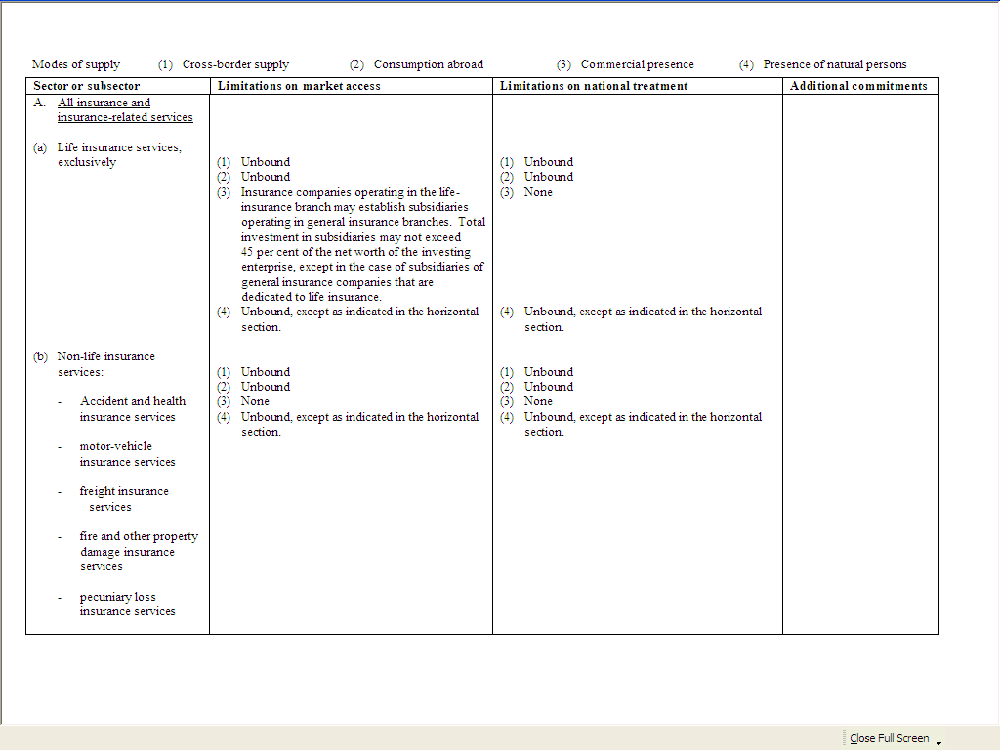 Modes of supply (1) Cross-border supply (2) Consumption abroad (3) Commercial presence (4) Presence of natural persons
Sector or subsector Limitations on market access Limitations on national treatment Additional commitments
A. All insurance and
insurance-related services
(a) Life insurance services,
exclusively
(1) Unbound
(2) Unbound
(3) Insurance companies operating in the life-
insurance branch may establish subsidiaries
operating in general insurance branches. Total
investment in subsidiaries may not exceed
45 per cent of the net worth of the investing
enterprise, except in the case of subsidiaries of
general insurance companies that are
dedicated to life insurance.
(4) Unbound, except as indicated in the horizontal
section.
(1) Unbound
(2) Unbound
(3) None
(4) Unbound, except as indicated in the horizontal
section.
(b) Non-life insurance
services:
- Accident and health
insurance services
- motor-vehicle
insurance services
- freight insurance
services
- fire and other property
damage insurance
services
- pecuniary loss
insurance services
(1) Unbound
(2) Unbound
(3) None
(4) Unbound, except as indicated in the horizontal
section.
(1) Unbound
(2) Unbound
(3) None
(4) Unbound, except as indicated in the horizontal
section.
Close Full Screen